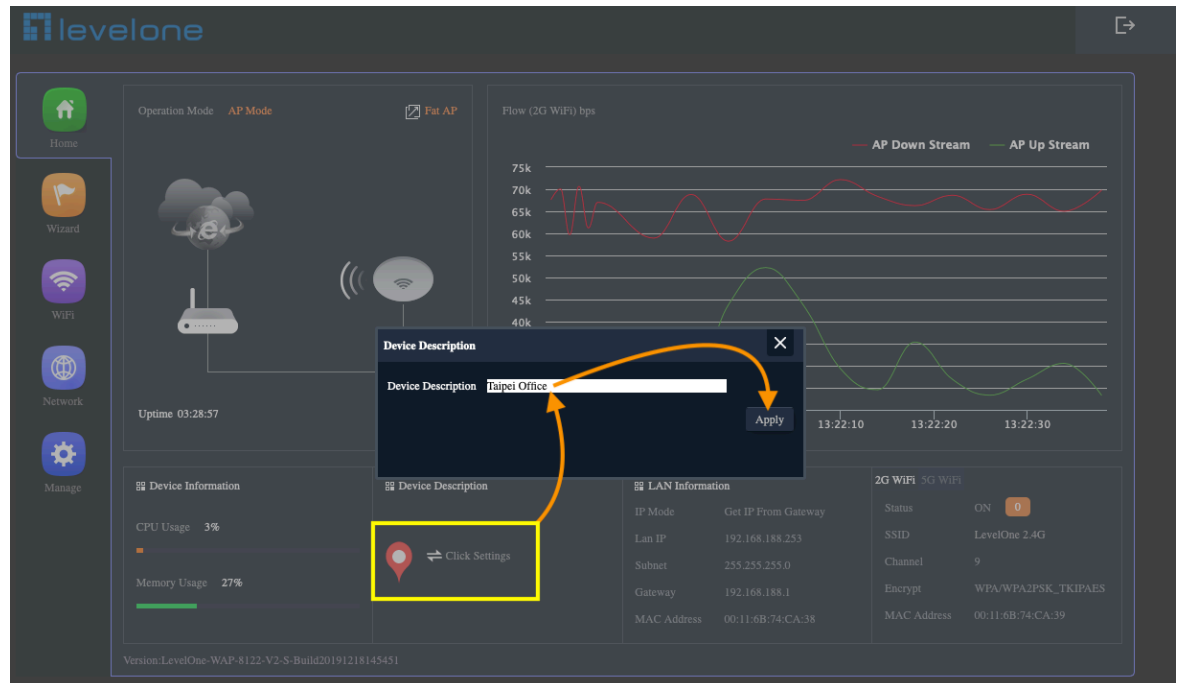 levelone
Home
Wizard
WiFi
Network
Manage
Operation Mode AP Mode
Fat AP
Uptime 03:28:57
Flow (2G WiFi) bps
AP Down Stream AP Up Stream
75k
70k
65k
60k
55k
50k
45k
40k
13:22:10 13:22:20 13:22:30
Device Description
Device Description Taipei Office
Apply
Device Information
CPU Usage 3%
Memory Usage 27%
Device Description
Click Settings
LAN Information
IP Mode Get IP From Gateway
Lan IP 192.168.188.253
Subnet 255.255.255.0
Gateway 192.168.188.1
MAC Address 00:11:6B:74:CA:38
2G WiFi 5G WiFi
Status ON 0
SSID LevelOne 2.4G
Channel 9
Encrypt WPA/WPA2PSK_TKIPAES
MAC Address 00:11:6B:74:CA:39
Version:LevelOne-WAP-8122-V2-S-Build20191218145451